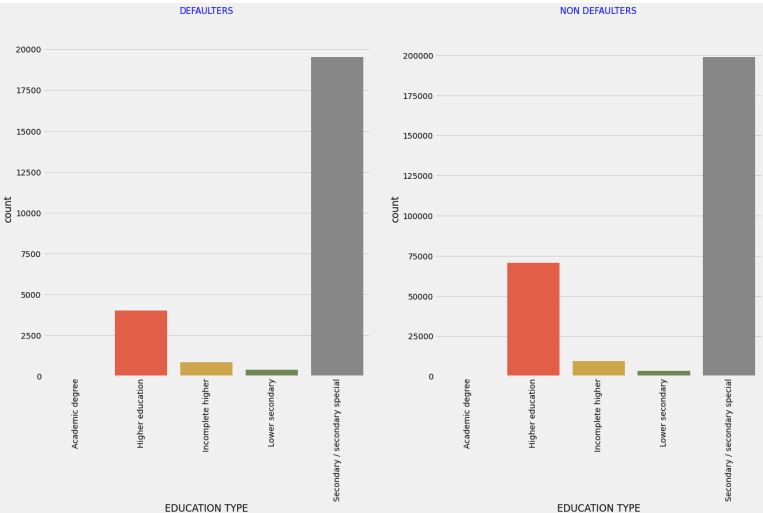 DEFAULTERS
20000
17500
15000
12500
10000
7500
5000
2500
0
count
Academic degree
Higher education
Incomplete higher
Lower secondary
Secondary / secondary special
EDUCATION TYPE
NON DEFAULTERS
200000
175000
150000
125000
100000
75000
50000
25000
0
count
Academic degree
Higher education
Incomplete higher
Lower secondary
Secondary / secondary special
EDUCATION TYPE